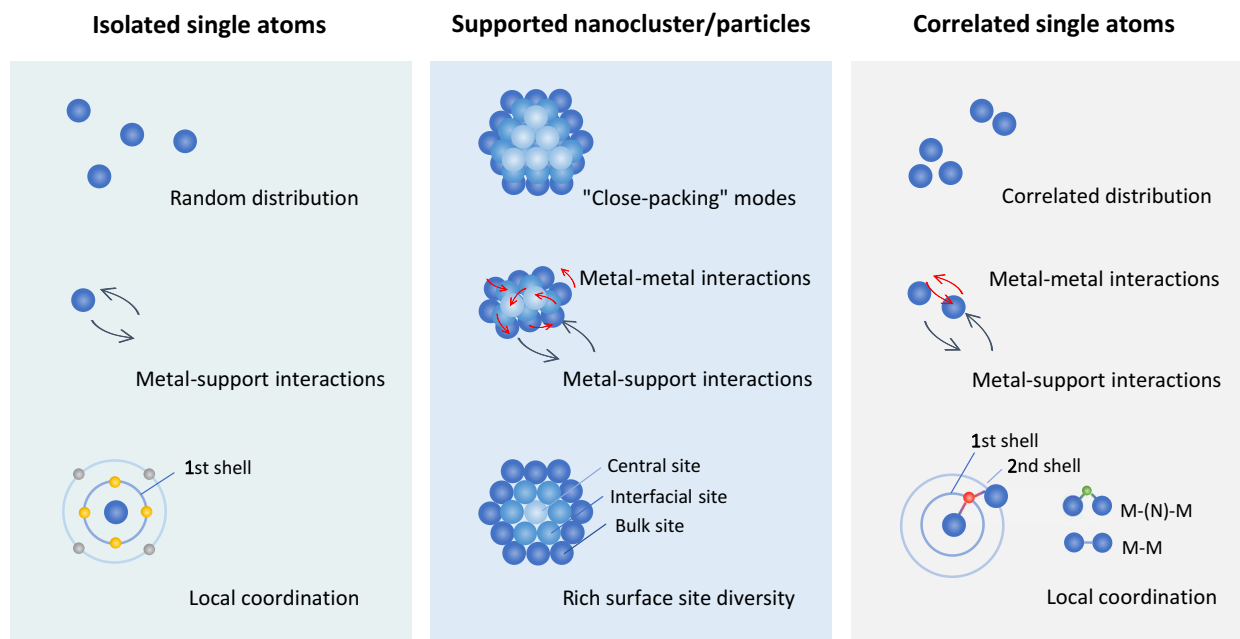 Isolated single atoms
Random distribution
Metal-support interactions
1st shell
Local coordination
Supported nanocluster/particles
"Close-packing" modes
Metal-metal interactions
Metal-support interactions
Central site
Interfacial site
Bulk site
Rich surface site diversity
Correlated single atoms
Correlated distribution
Metal-metal interactions
Metal-support interactions
1st shell
2nd shell
M-(N)-M
M-M
Local coordination